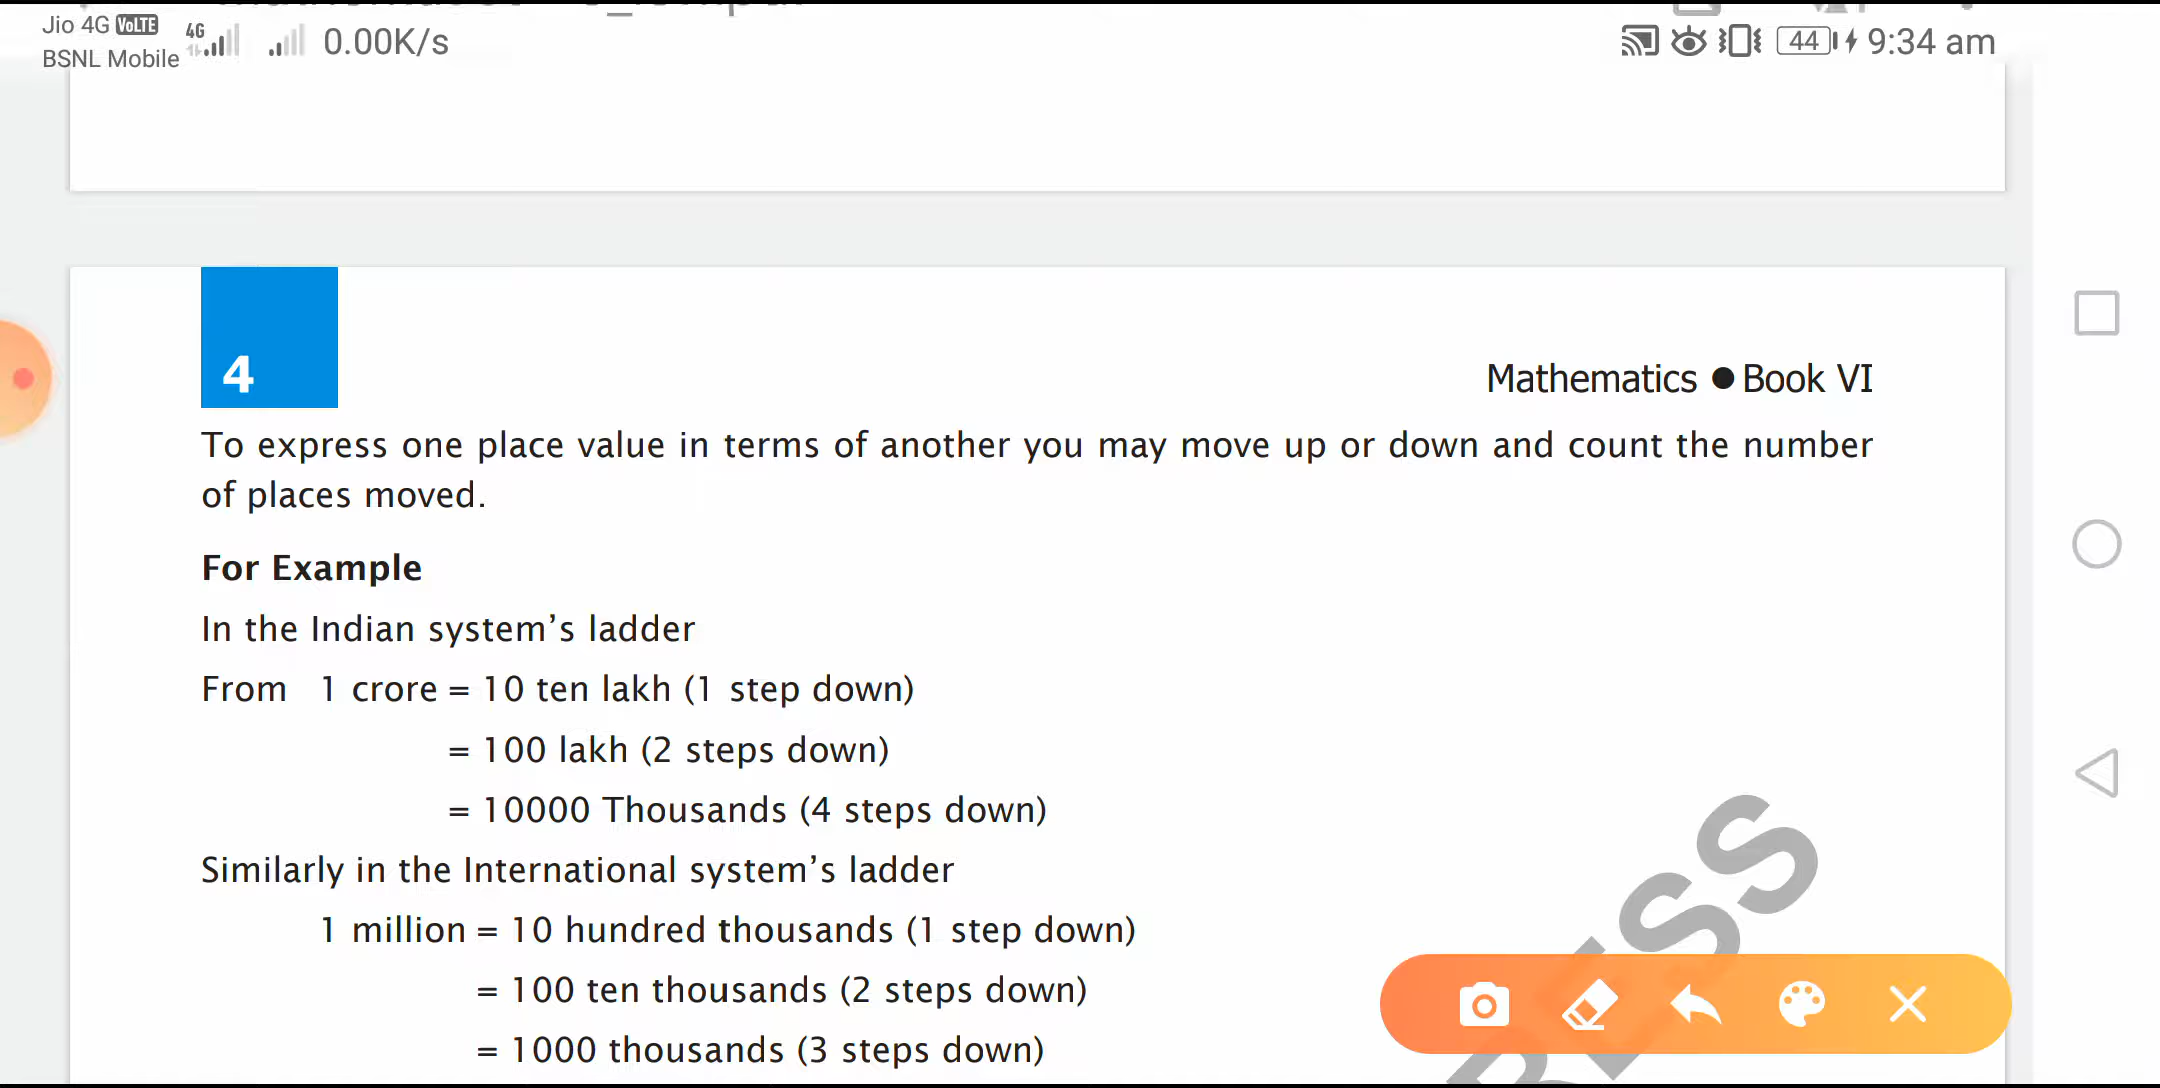 Jio 4G VoLTE 4G 0.00K/s 44 9:34 am
BSNL Mobile
4
Mathematics ● Book VI
To express one place value in terms of another you may move up or down and count the number
of places moved.
For Example
In the Indian system’s ladder
From 1 crore = 10 ten lakh (1 step down)
= 100 lakh (2 steps down)
= 10000 Thousands (4 steps down)
Similarly in the International system’s ladder
1 million = 10 hundred thousands (1 step down)
= 100 ten thousands (2 steps down)
= 1000 thousands (3 steps down)
ESS